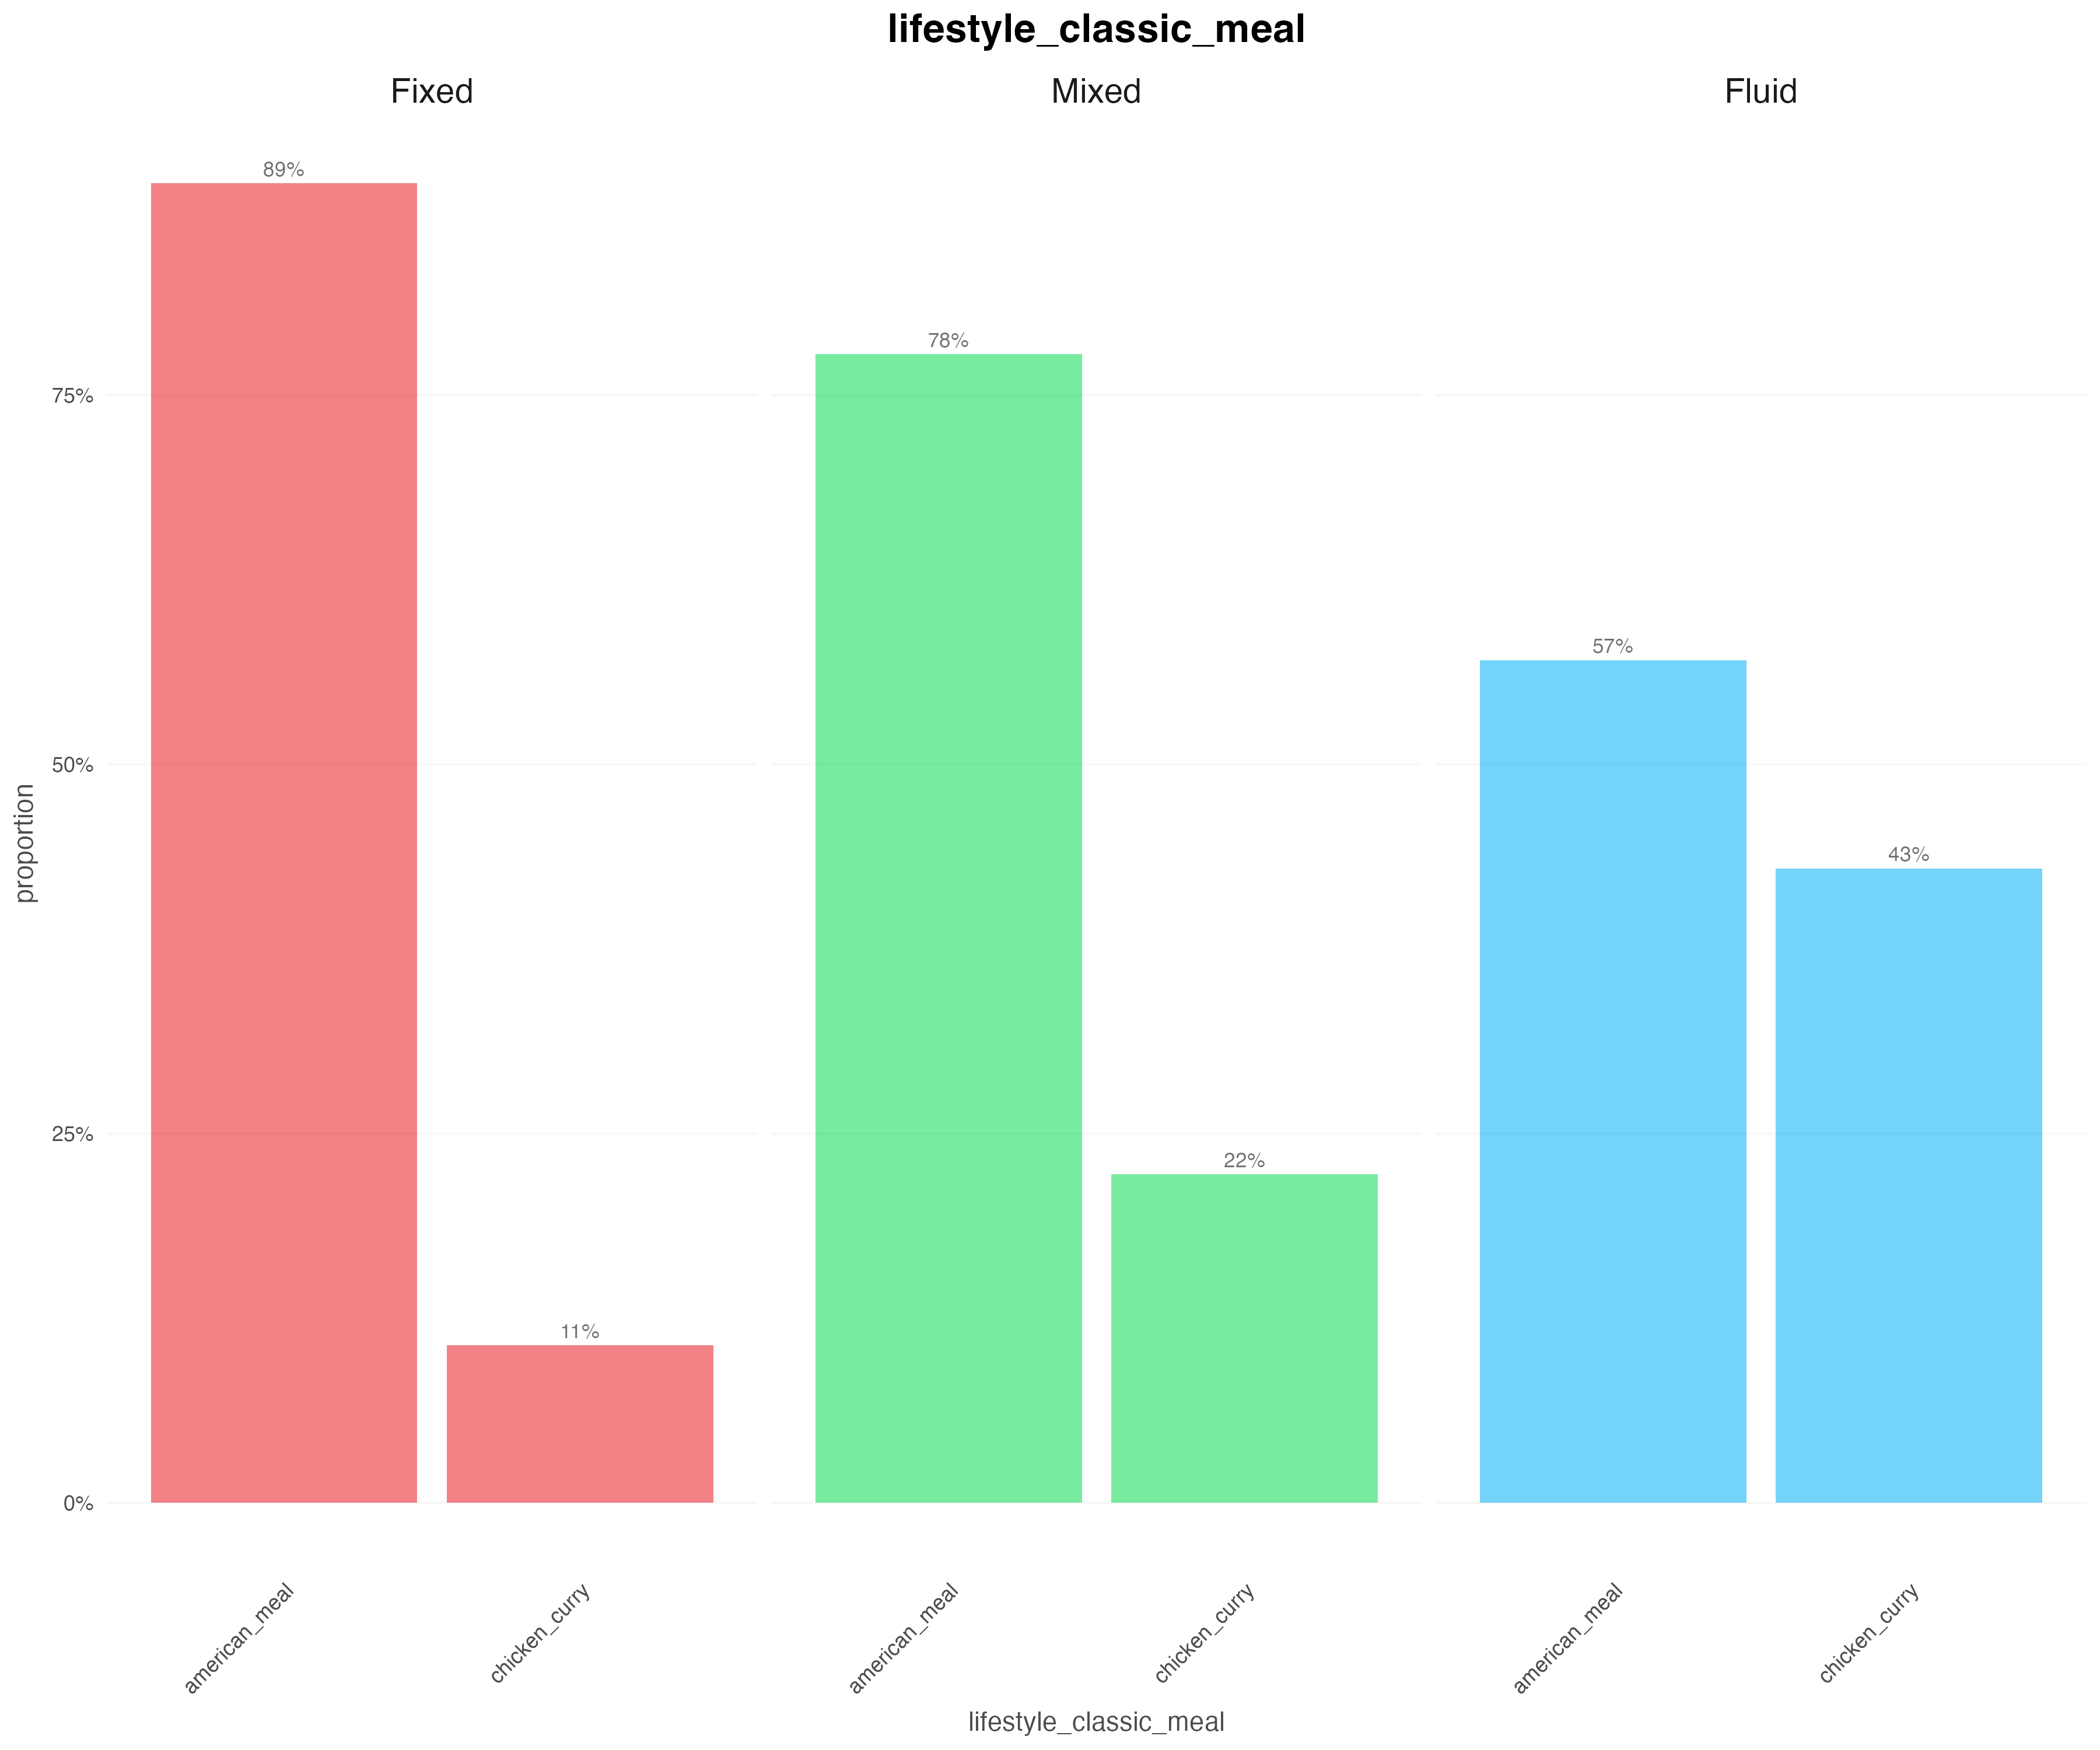 lifestyle_classic_meal
Fixed
Mixed
Fluid
89%
78%
75%
57%
50%
43%
25%
22%
11%
0%
proportion
american_meal
chicken_curry
american_meal
chicken_curry
american_meal
chicken_curry
lifestyle_classic_meal